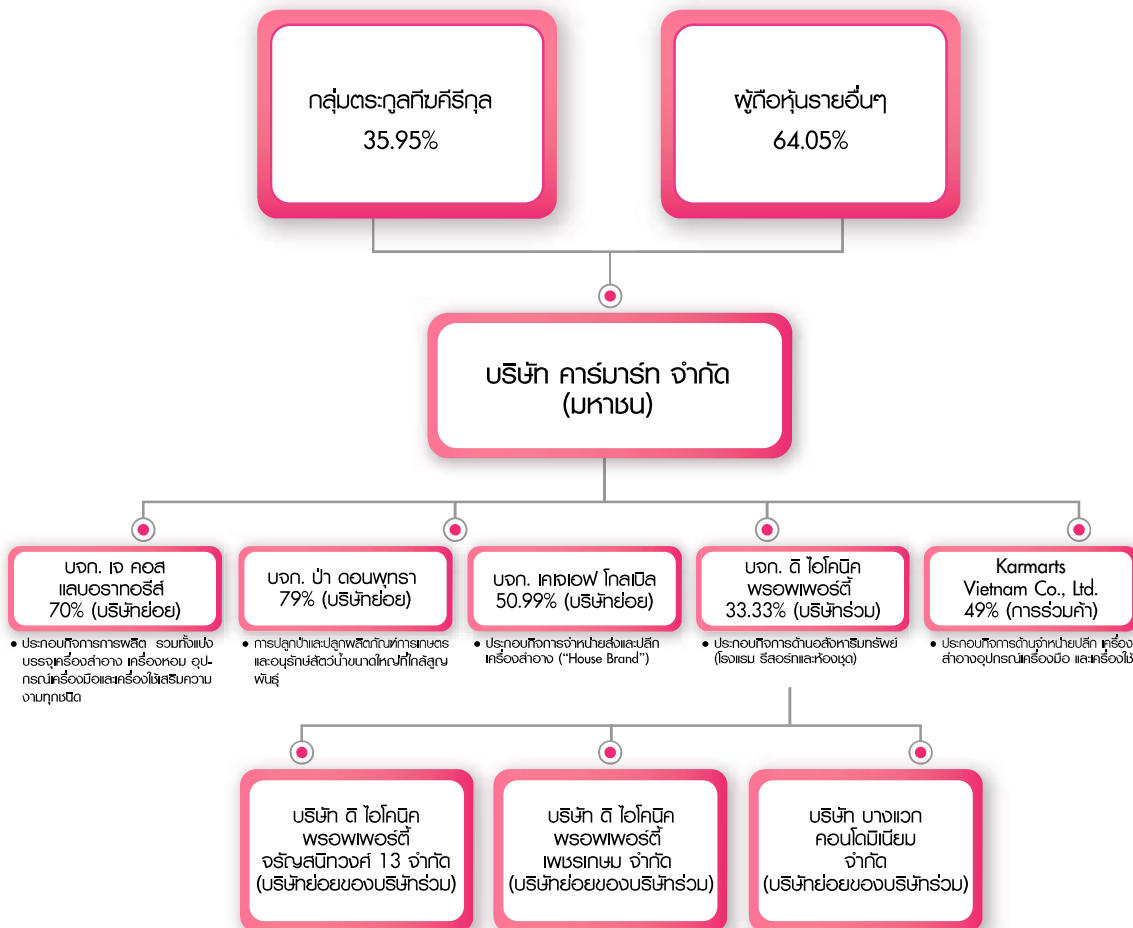 กลุ่มตระกูลทีฆคีรีกุล
35.95%
ผู้ถือหุ้นรายอื่นๆ
64.05%
บริษัท คาร์มาร์ท จำกัด
(มหาชน)
บจก. เจ คอส
แลบอราทอรีส์
70% (บริษัทย่อย)
• ประกอบกิจการการผลิต รวมทั้งแบ่ง
บรรจุเครื่องสำอาง เครื่องหอม อุป-
กรณ์เครื่องมือและเครื่องใช้เสริมความ
งามทุกชนิด
บจก. ป่า ดอนพุทรา
79% (บริษัทย่อย)
• การปลูกป่าและปลูกผลิตภัณฑ์การเกษตร
และอนุรักษ์สัตว์น้ำขนาดใหญ่ที่ใกล้สูญ
พันธุ์
บจก. เคเจเอฟ โกลเบิล
50.99% (บริษัทย่อย)
• ประกอบกิจการจำหน่ายส่งและปลีก
เครื่องสำอาง ("House Brand")
บจก. ดิ ไอโคนิค
พรอพเพอร์ตี้
33.33% (บริษัทร่วม)
• ประกอบกิจการด้านอสังหาริมทรัพย์
(โรงแรม รีสอร์ทและห้องชุด)
Karmarts
Vietnam Co., Ltd.
49% (การร่วมค้า)
• ประกอบกิจการด้านจำหน่ายปลีก เครื่อง
สำอางอุปกรณ์เครื่องมือ และเครื่องใช้
บริษัท ดิ ไอโคนิค
พรอพเพอร์ตี้
จรัญสนิทวงศ์ 13 จำกัด
(บริษัทย่อยของบริษัทร่วม)
บริษัท ดิ ไอโคนิค
พรอพเพอร์ตี้
เพชรเกษม จำกัด
(บริษัทย่อยของบริษัทร่วม)
บริษัท บางแวก
คอนโดมิเนียม
จำกัด
(บริษัทย่อยของบริษัทร่วม)